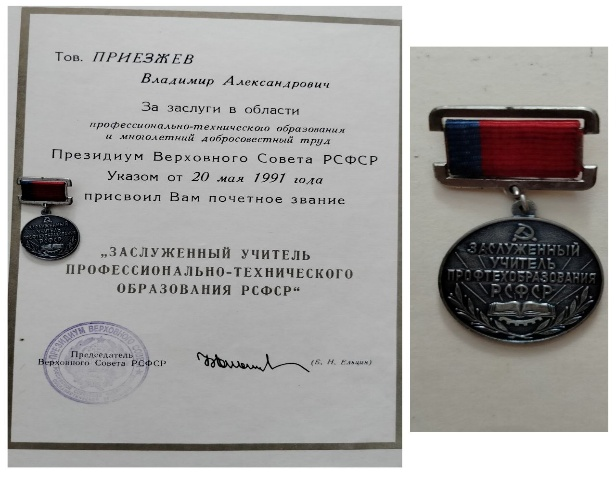 Тов. ПРИЕЗЖЕВ
Владимир Александрович
За заслуги в области
профессионально-технического образования
и многолетний добросовестный труд
Президиум Верховного Совета РСФСР
Указом от 20 мая 1991 года
присвоил Вам почетное звание
„ЗАСЛУЖЕННЫЙ УЧИТЕЛЬ
ПРОФЕССИОНАЛЬНО-ТЕХНИЧЕСКОГО
ОБРАЗОВАНИЯ РСФСР“
Председатель
Верховного Совета РСФСР
(Б. Н. Ельцин)
ПРЕЗИДИУМ ВЕРХОВНОГО
ЗАСЛУЖЕННЫЙ
УЧИТЕЛЬ
ПРОФТЕХОБРАЗОВАНИЯ
РСФСР